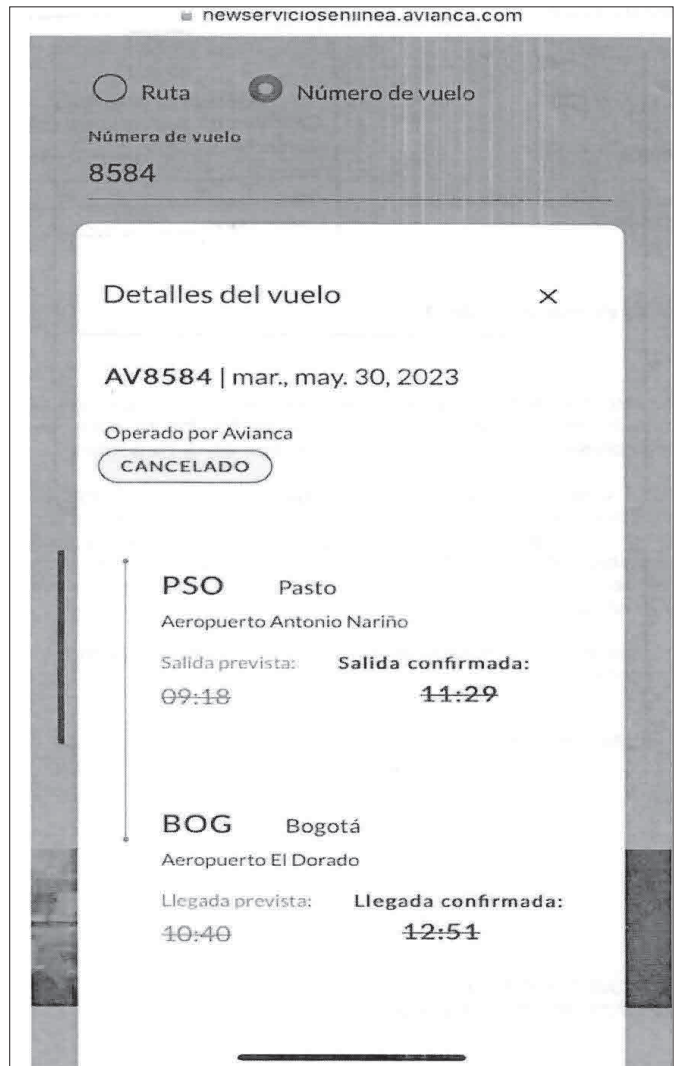 newserviciosenlinea.avianca.com
Ruta Número de vuelo
Número de vuelo
8584
Detalles del vuelo ×
AV8584 | mar., may. 30, 2023
Operado por Avianca
CANCELADO
PSO Pasto
Aeropuerto Antonio Nariño
Salida prevista: Salida confirmada:
09:18 11:29
BOG Bogotá
Aeropuerto El Dorado
Llegada prevista: Llegada confirmada:
10:40 12:51